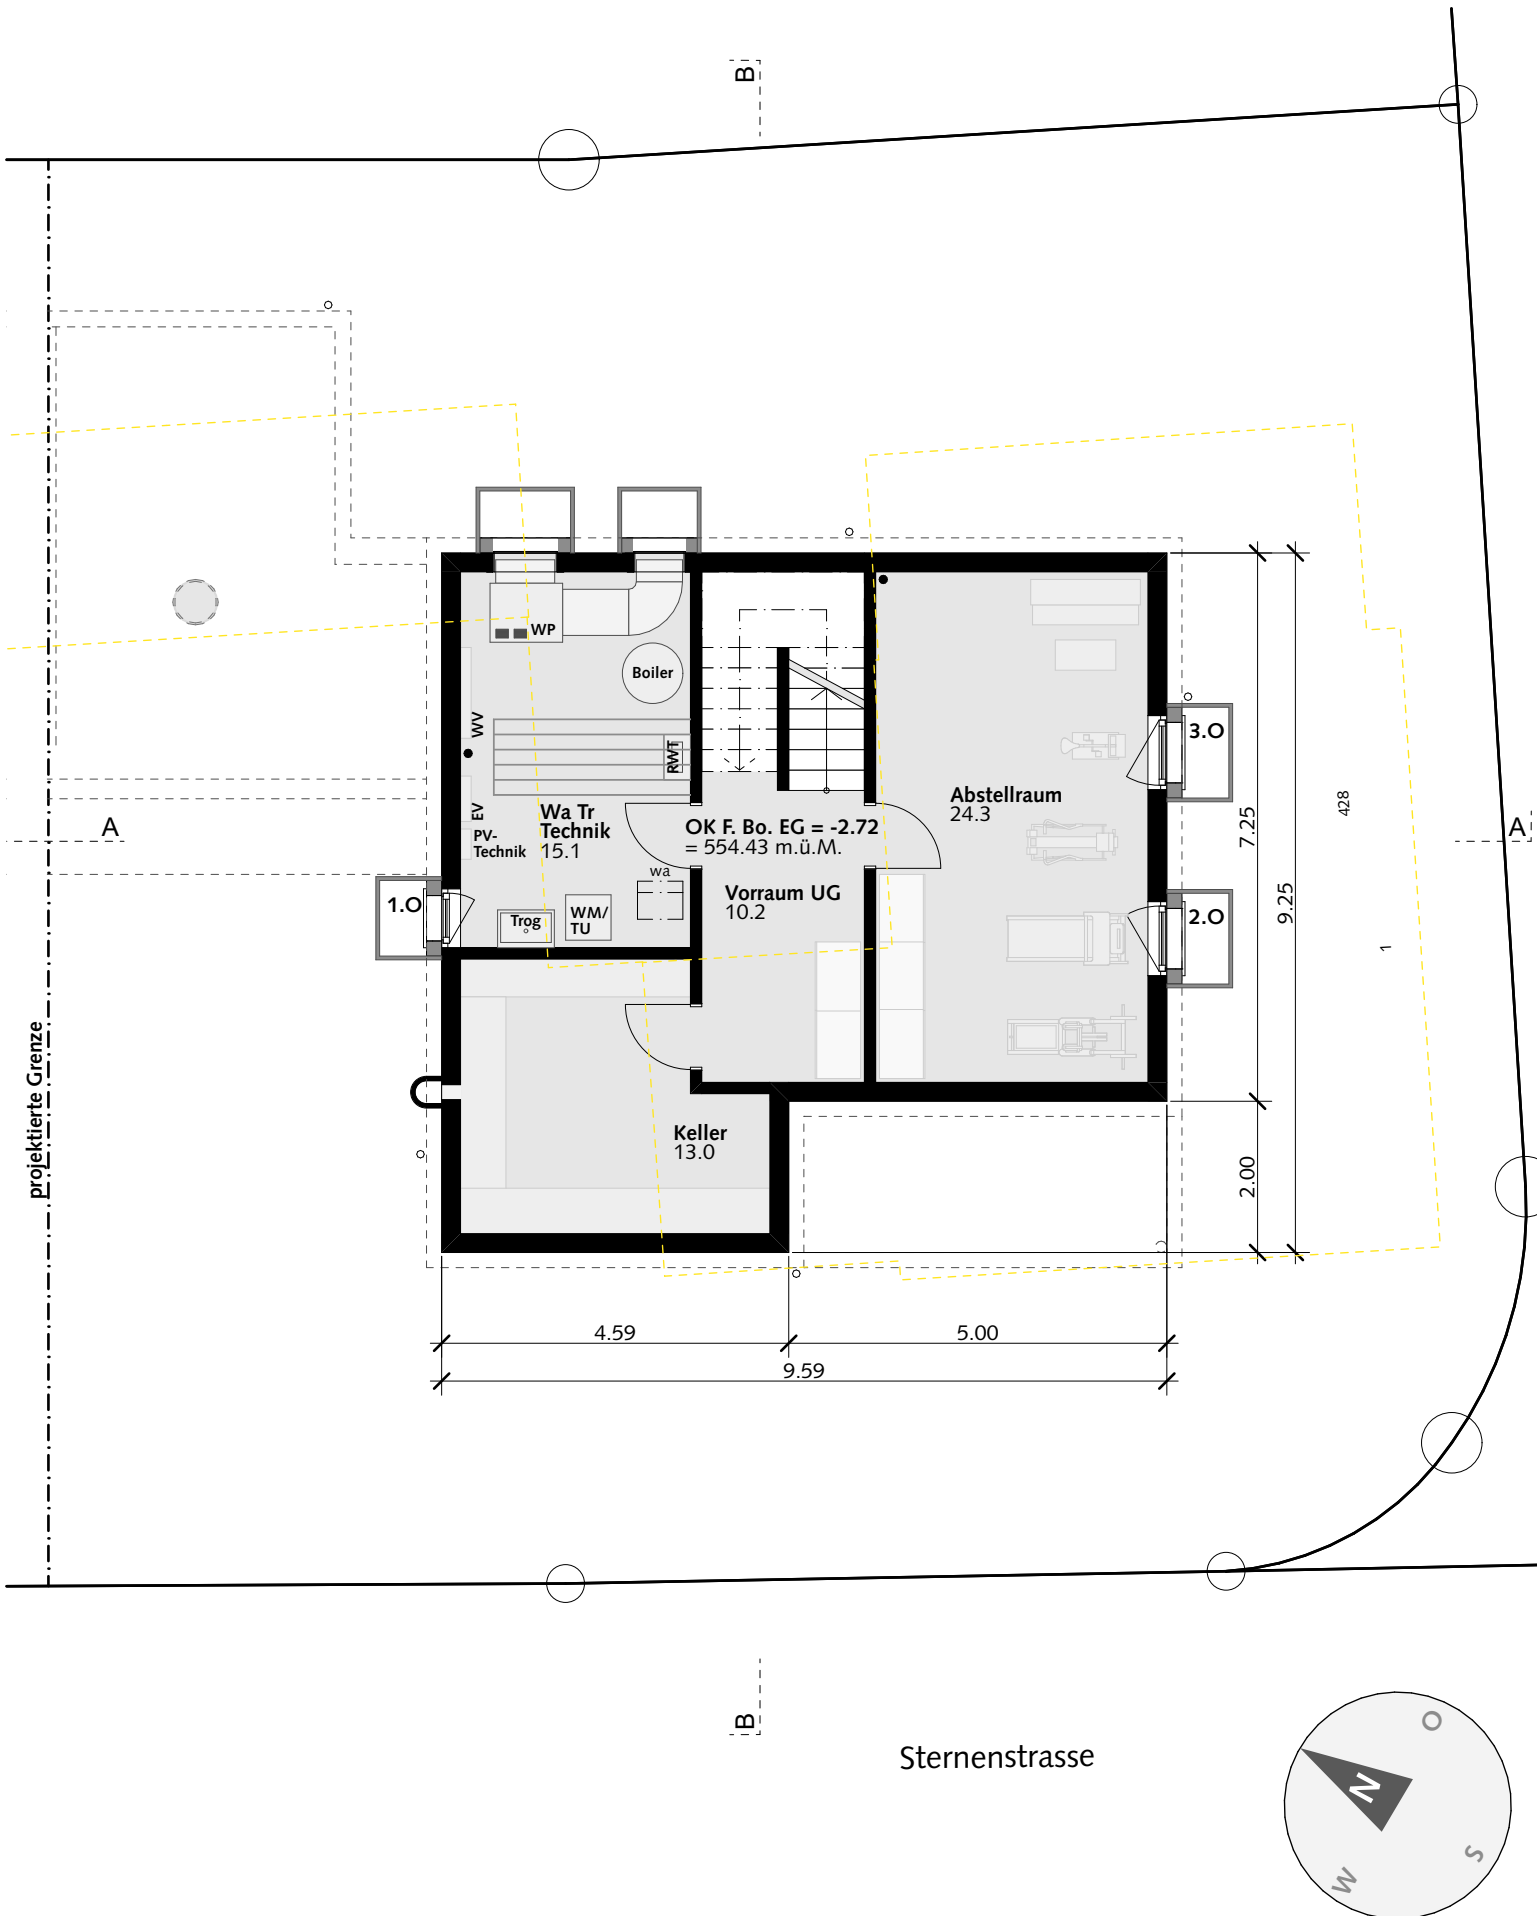 B
WP
Boiler
WV
RWT
3.O
EV
Wa Tr
Technik
15.1
PV-
Technik
Abstellraum
24.3
7.25
428
A
A
OK F. Bo. EG = -2.72
= 554.43 m.ü.M.
wa
Vorraum UG
10.2
9.25
1.O
Trog
WM/
TU
2.O
1
projektierte Grenze
Keller
13.0
2.00
4.59
5.00
9.59
B
Sternenstrasse
O
N
S
W